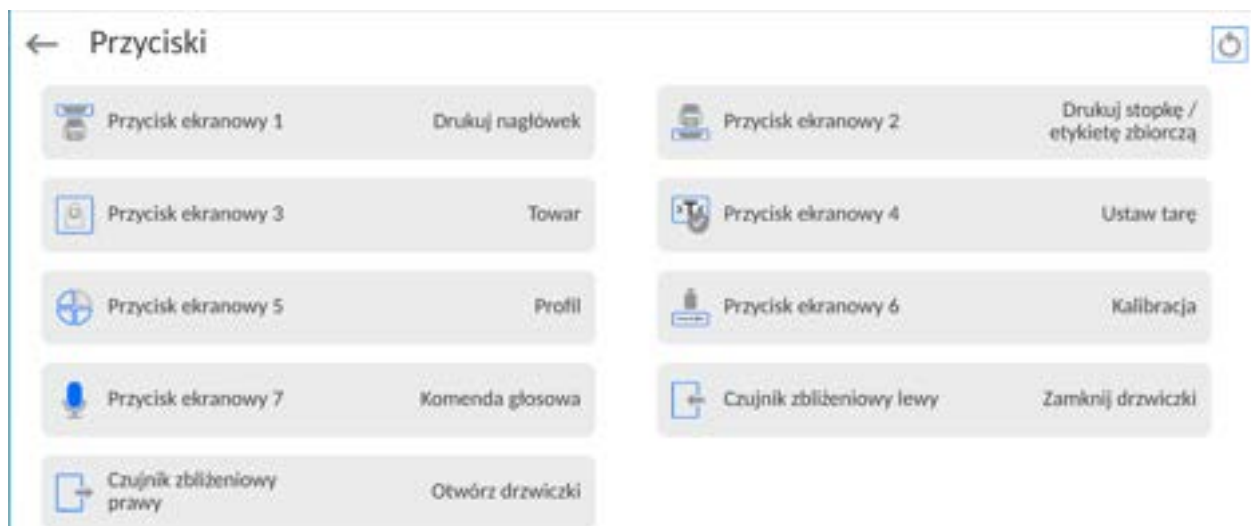 Przyciski
Przycisk ekranowy 1
Drukuj nagłówek
Przycisk ekranowy 2
Drukuj stopkę /
etykietę zbiorczą
Przycisk ekranowy 3
Towar
Przycisk ekranowy 4
Ustaw tarę
Przycisk ekranowy 5
Profil
Przycisk ekranowy 6
Kalibracja
Przycisk ekranowy 7
Komenda głosowa
Czujnik zbliżeniowy lewy
Zamknij drzwiczki
Czujnik zbliżeniowy
prawy
Otwórz drzwiczki